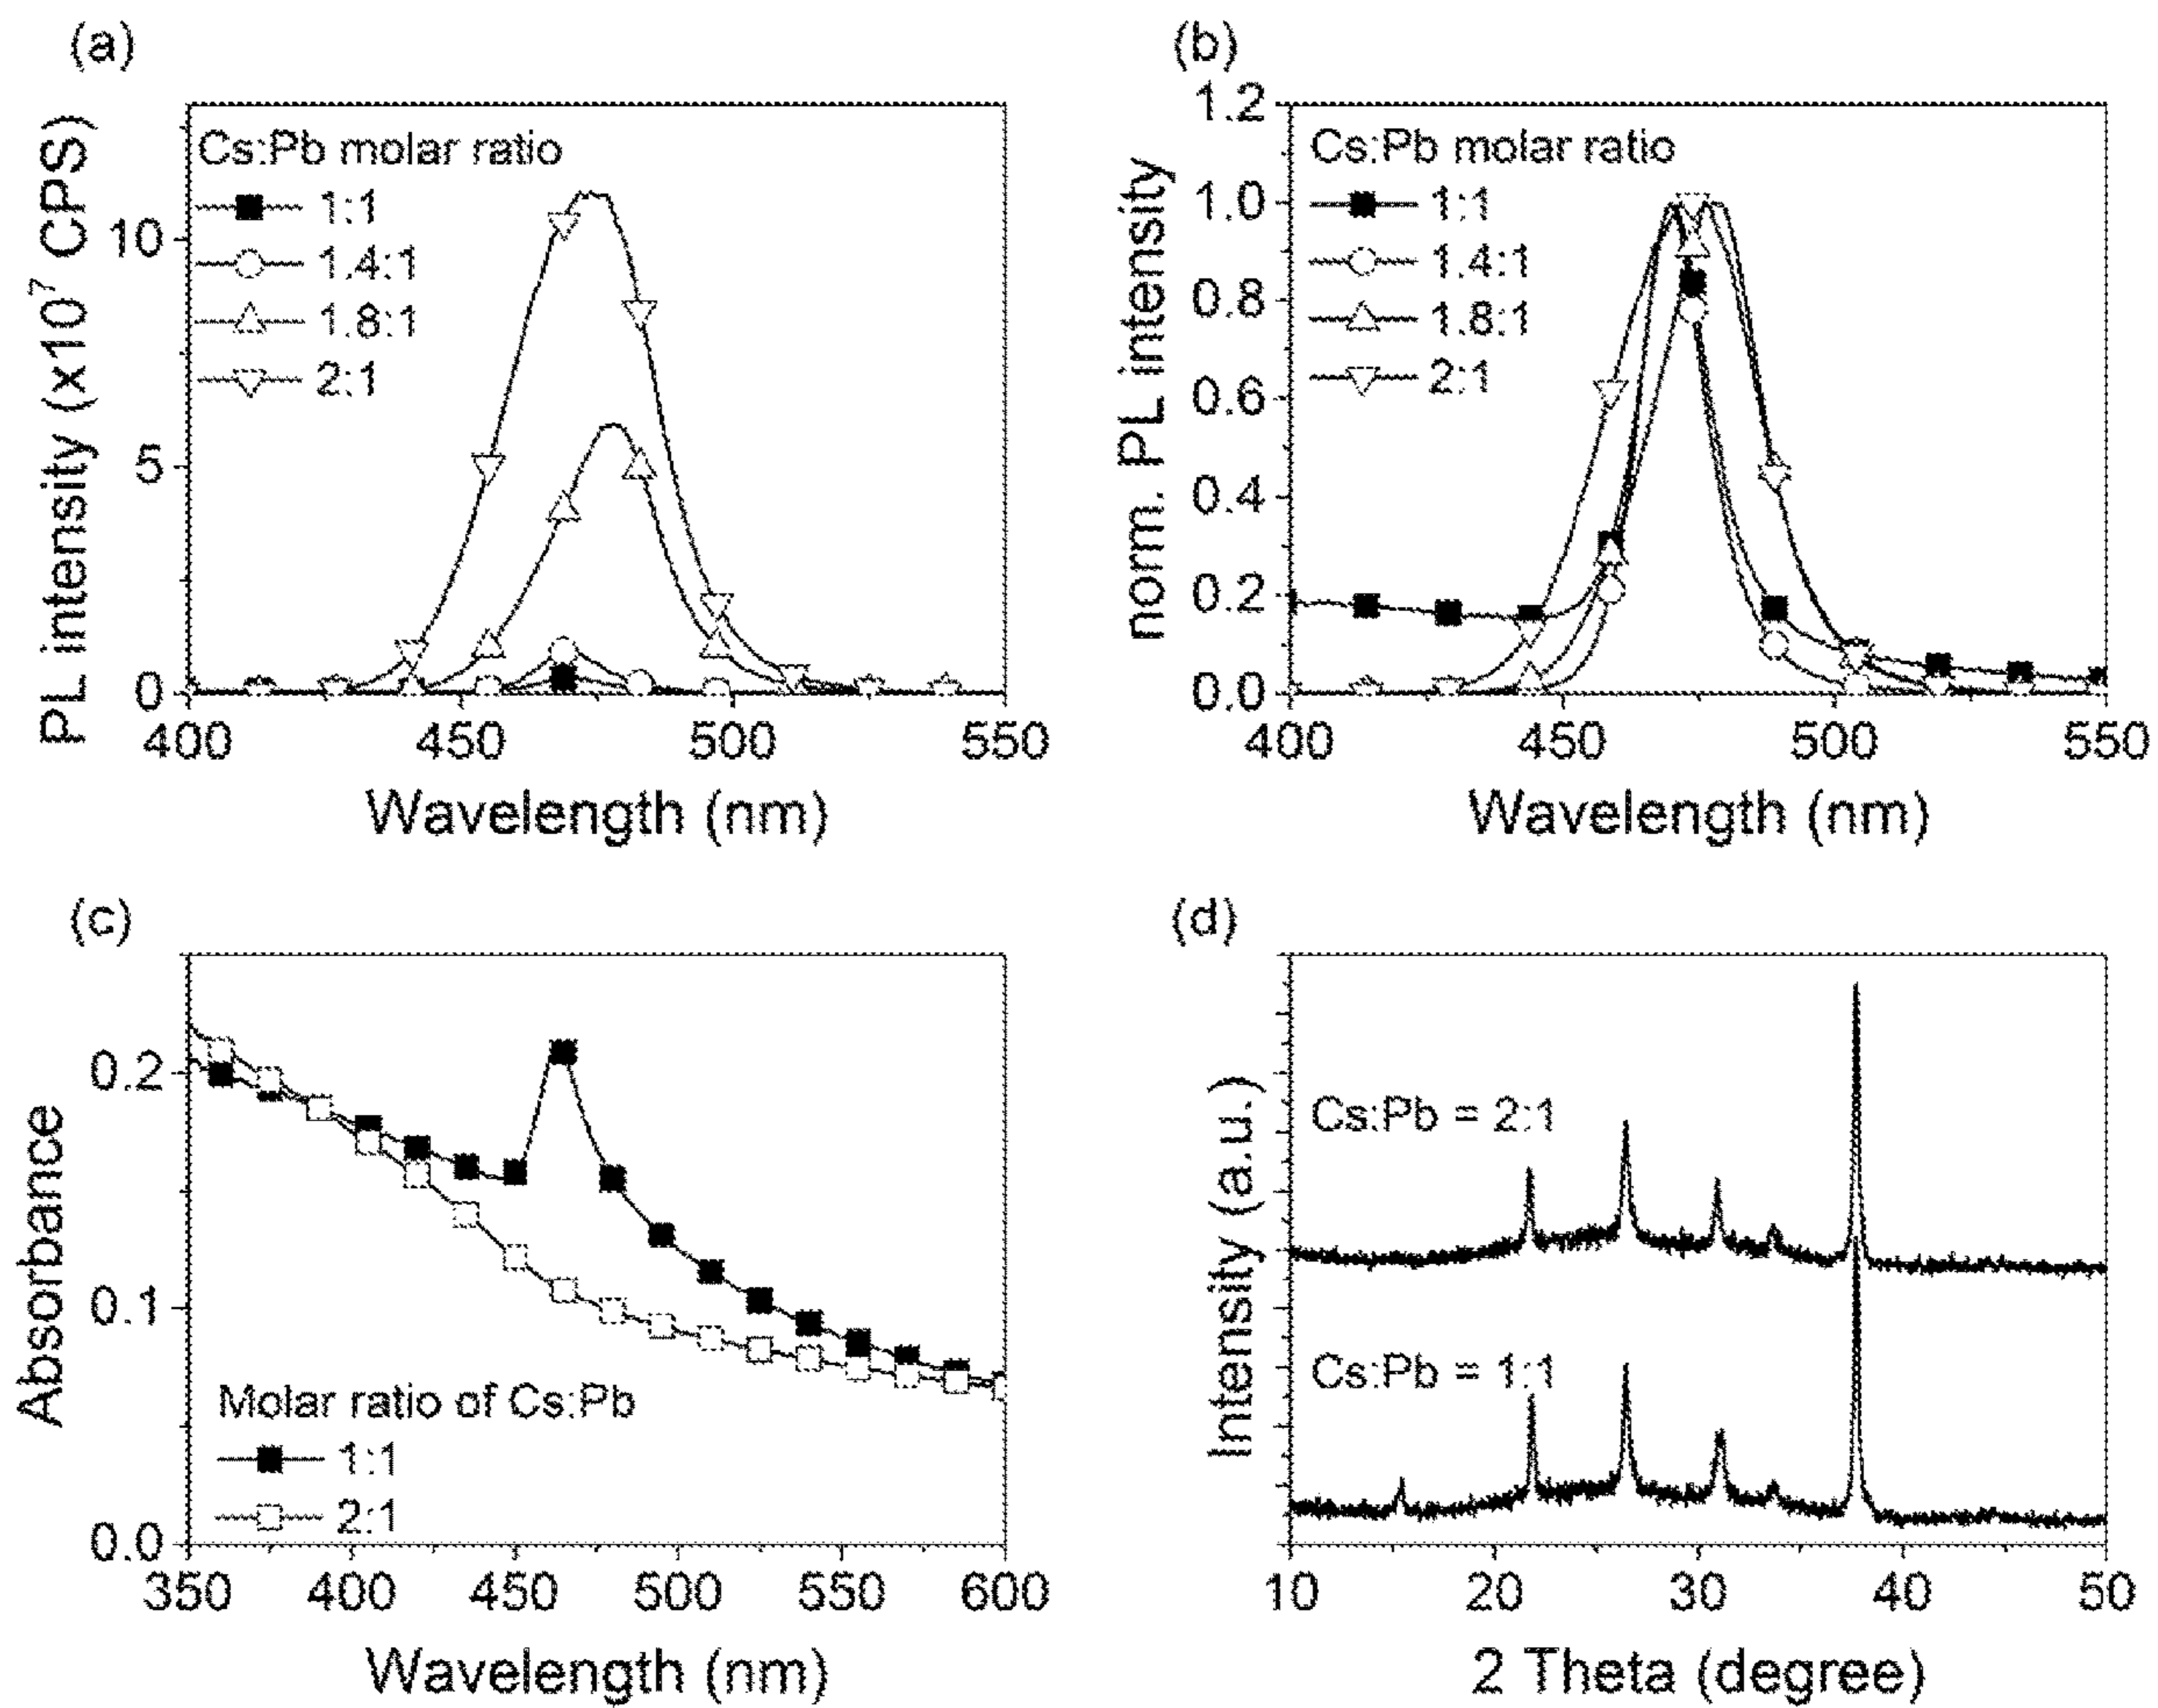 (a)
PL intensity (x10⁷ CPS)
10
5
0
Cs:Pb molar ratio
1:1
1.4:1
1.8:1
2:1
400 450 500 550
Wavelength (nm)
(b)
norm. PL intensity
1.2
1.0
0.8
0.6
0.4
0.2
0.0
Cs:Pb molar ratio
1:1
1.4:1
1.8:1
2:1
400 450 500 550
Wavelength (nm)
(c)
Absorbance
0.2
0.1
0.0
Molar ratio of Cs:Pb
1:1
2:1
350 400 450 500 550 600
Wavelength (nm)
(d)
Intensity (a.u.)
Cs:Pb = 2:1
Cs:Pb = 1:1
10 20 30 40 50
2 Theta (degree)